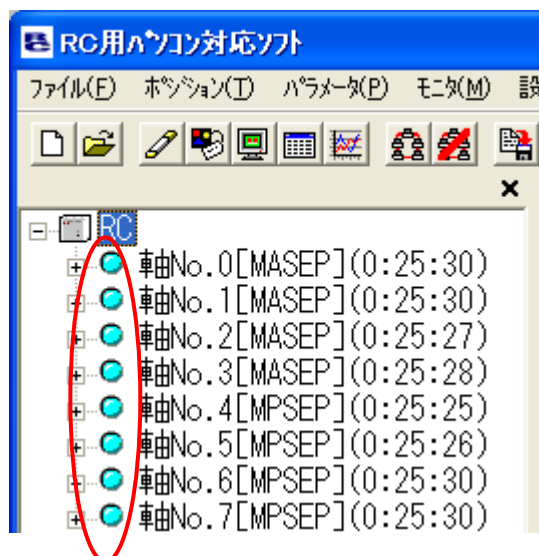 RC用ﾊﾟｿｺﾝ対応ｿﾌﾄ
ﾌｧｲﾙ(F) ﾎﾟｼﾞｼｮﾝ(T) ﾊﾟﾗﾒｰﾀ(P) ﾓﾆﾀ(M) 設
RC
軸No.0[MASEP](0:25:30)
軸No.1[MASEP](0:25:30)
軸No.2[MASEP](0:25:27)
軸No.3[MASEP](0:25:28)
軸No.4[MPSEP](0:25:25)
軸No.5[MPSEP](0:25:26)
軸No.6[MPSEP](0:25:30)
軸No.7[MPSEP](0:25:30)